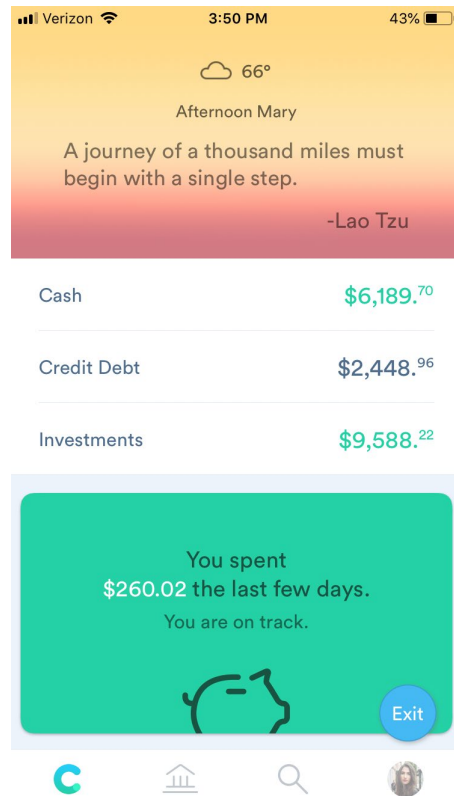 Verizon 3:50 PM 43%
66°
Afternoon Mary
A journey of a thousand miles must
begin with a single step.
-Lao Tzu
Cash $6,189.70
Credit Debt $2,448.96
Investments $9,588.22
You spent
$260.02 the last few days.
You are on track.
Exit